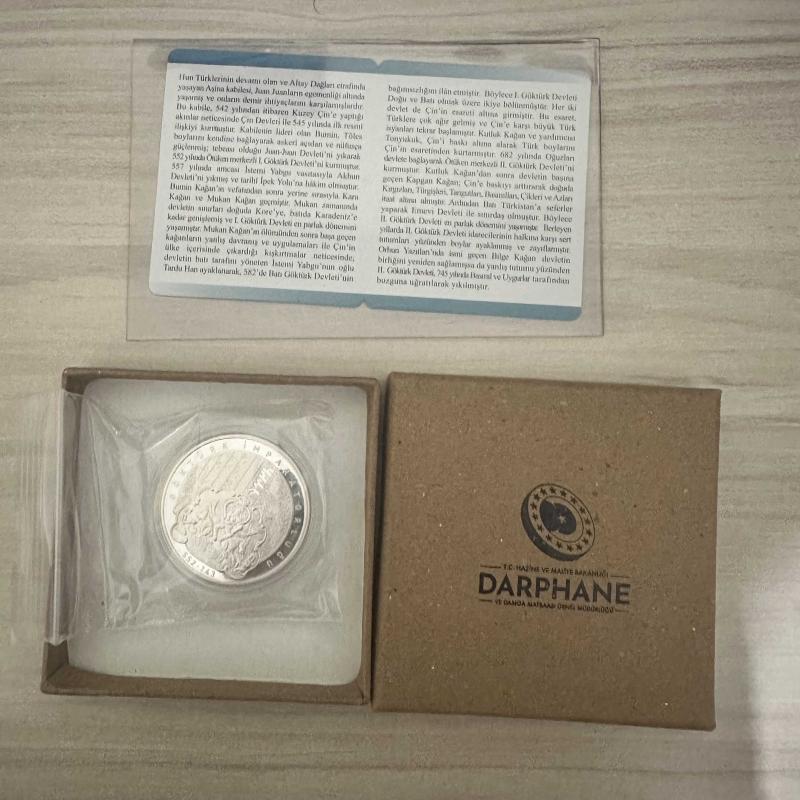 Hun Türklerinin devamı olan ve Altay Dağları etrafında
yaşayan Aşina kabilesi, Juan Juanların egemenliği altında
yaşamış ve onların demir ihtiyaçlarını karşılamışlardır.
Bu kabile, 542 yılından itibaren Kuzey Çin'e yaptığı
akınlar neticesinde Çin Devleti ile 545 yılında ilk resmî
ilişkiyi kurmuştur. Kabilenin lideri olan Bumin, Töles
boylarını kendine bağlayarak askeri açıdan ve nüfusça
güçlenmiş; tebeası olduğu Juan-Juan Devleti'ni yıkarak
552 yılında Ötüken merkezli I. Göktürk Devleti'ni kurmuştur.
557 yılında amcası İstemi Yabgu vasıtasıyla Akhun
Devleti'ni yıkmış ve tarihî İpek Yolu'na hâkim olmuştur.
Bumin Kağan'ın vefatından sonra yerine sırasıyla Kara
Kağan ve Mukan Kağan geçmiştir. Mukan zamanında
devletin sınırları doğuda Kore'ye, batıda Karadeniz'e
kadar genişlemiş ve I. Göktürk Devleti en parlak dönemini
yaşamıştır. Mukan Kağan'ın ölümünden sonra başa geçen
kağanların yanlış davranış ve uygulamaları ile Çin'in
ülke içerisinde çıkardığı kışkırtmalar neticesinde,
devletin batı tarafını yöneten İstemi Yabgu'nun oğlu
Tardu Han ayaklanarak, 582'de Batı Göktürk Devleti'nin
bağımsızlığını ilân etmiştir. Böylece I. Göktürk Devleti
Doğu ve Batı olmak üzere ikiye bölünmüştür. Her iki
devlet de Çin'in esareti altına girmiştir. Bu esaret,
Türklere çok ağır gelmiş ve Çin'e karşı büyük Türk
isyanları tekrar başlamıştır. Kutluk Kağan ve yardımcısı
Tonyukuk, Çin'i baskı altına alarak Türk boylarını
Çin'in esaretinden kurtarmıştır. 682 yılında Oğuzları
devlete bağlayarak Ötüken merkezli II. Göktürk Devleti'ni
kurmuştur. Kutluk Kağan'dan sonra devletin başına
geçen Kapgan Kağan; Çin'e baskıyı arttırarak doğuda
Kırgızları, Türgişleri, Basmılları, Çikleri ve Azları
itaat altına almıştır. Ardından Batı Türkistan'a seferler
yaparak Emevi Devleti ile sınırdaş olmuştur. Böylece
II. Göktürk Devleti en parlak dönemini yaşamıştır. İlerleyen
yıllarda II. Göktürk Devleti idarecilerinin halkına karşı sert
tutumları yüzünden boylar ayaklanmış ve zayıflamıştır.
Orhun Yazıtları'nda ismi geçen Bilge Kağan devletin
birliğini yeniden sağlamışsa da yanlış tutumu yüzünden
II. Göktürk Devleti, 745 yılında Basmıl ve Uygurlar tarafından
bozguna uğratılarak yıkılmıştır.
GÖKTÜRK İMPARATORLUĞU
552-743
T.C. HAZİNE VE MALİYE BAKANLIĞI
DARPHANE
VE DAMGA MATBAASI GENEL MÜDÜRLÜĞÜ